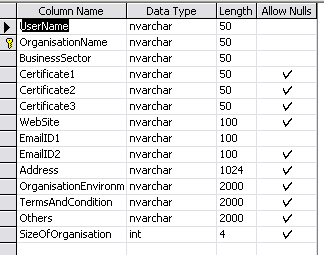 Column Name Data Type Length Allow Nulls
UserName nvarchar 50
OrganisationName nvarchar 50
BusinessSector nvarchar 50
Certificate1 nvarchar 50
Certificate2 nvarchar 50
Certificate3 nvarchar 50
WebSite nvarchar 100
EmailID1 nvarchar 100
EmailID2 nvarchar 100
Address nvarchar 1024
OrganisationEnvironm nvarchar 2000
TermsAndCondition nvarchar 2000
Others nvarchar 2000
SizeOfOrganisation int 4